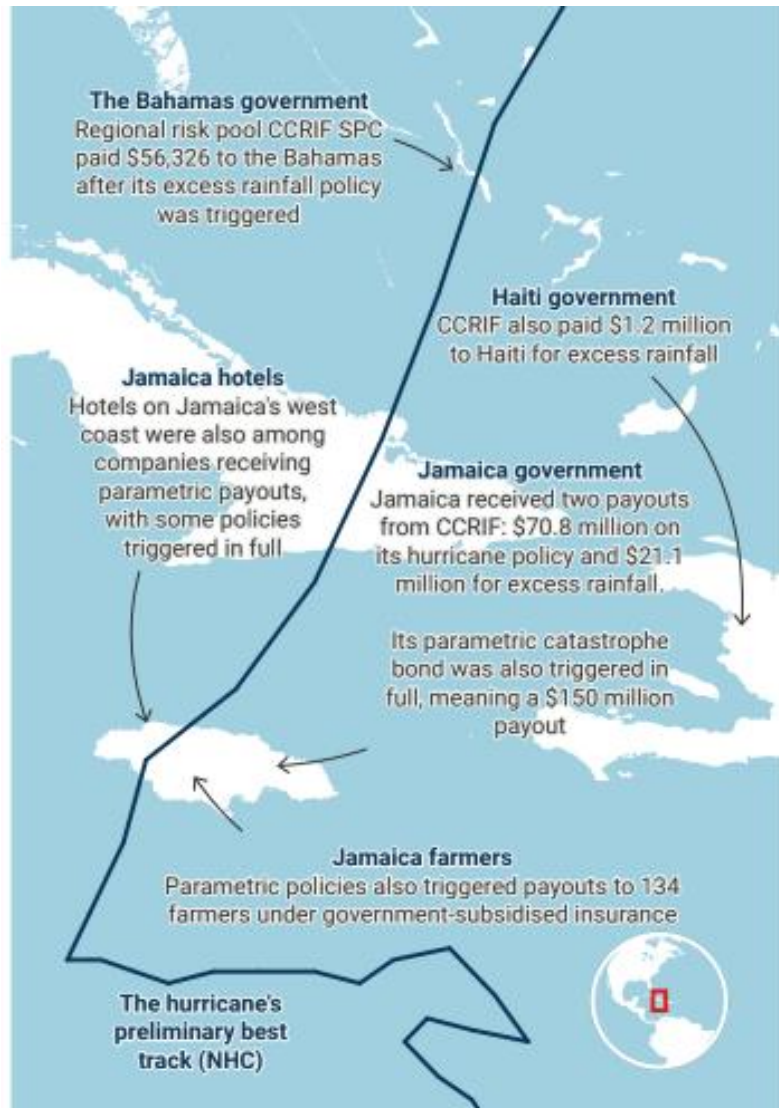 The Bahamas government
Regional risk pool CCRIF SPC
paid $56,326 to the Bahamas
after its excess rainfall policy
was triggered
Haiti government
CCRIF also paid $1.2 million
to Haiti for excess rainfall
Jamaica hotels
Hotels on Jamaica's west
coast were also among
companies receiving
parametric payouts,
with some policies
triggered in full
Jamaica government
Jamaica received two payouts
from CCRIF: $70.8 million on
its hurricane policy and $21.1
million for excess rainfall.
Its parametric catastrophe
bond was also triggered in
full, meaning a $150 million
payout
Jamaica farmers
Parametric policies also triggered payouts to 134
farmers under government-subsidised insurance
The hurricane's
preliminary best
track (NHC)